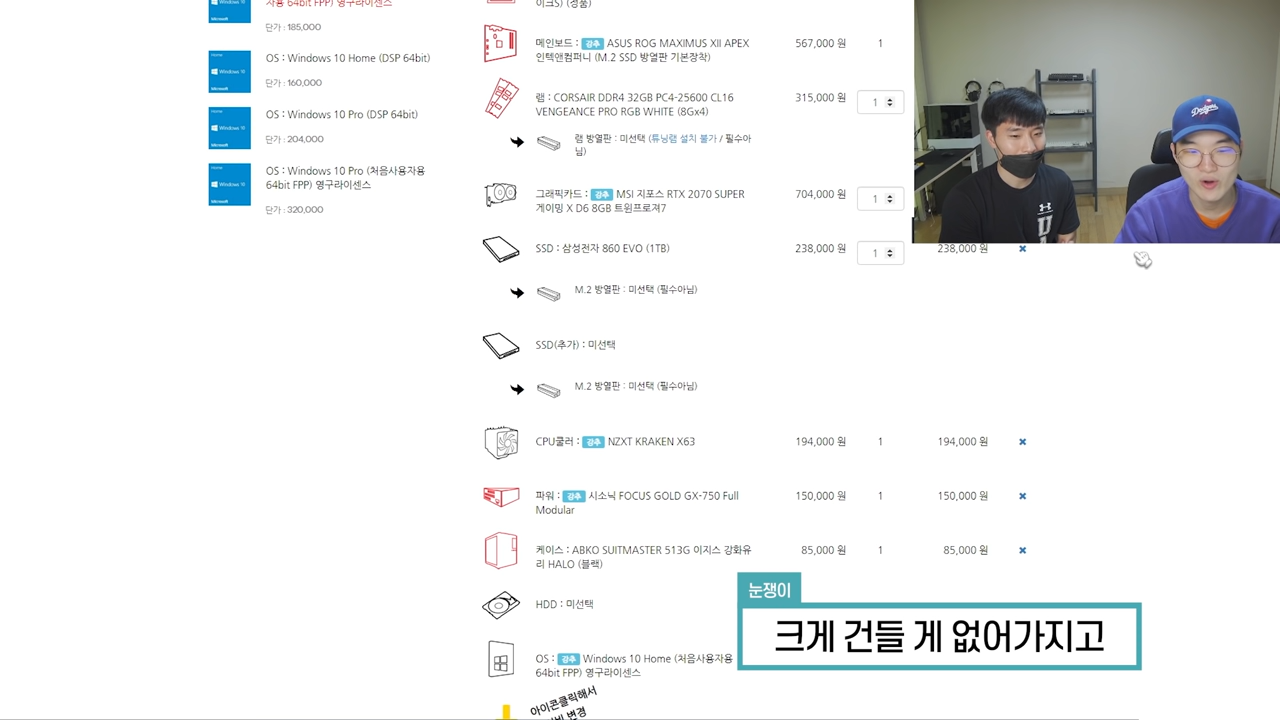 자용 64bit FPP) 영구라이센스
단가 : 185,000
OS : Windows 10 Home (DSP 64bit)
단가 : 160,000
OS : Windows 10 Pro (DSP 64bit)
단가 : 204,000
OS : Windows 10 Pro (처음사용자용
64bit FPP) 영구라이센스
단가 : 320,000
이크S) (정품)
메인보드 : 강추 ASUS ROG MAXIMUS XII APEX
인텍앤컴퍼니 (M.2 SSD 방열판 기본장착)
567,000 원 1
램 : CORSAIR DDR4 32GB PC4-25600 CL16
VENGEANCE PRO RGB WHITE (8Gx4)
315,000 원 1
램 방열판 : 미선택 (튜닝램 설치 불가 / 필수아
님)
그래픽카드 : 강추 MSI 지포스 RTX 2070 SUPER
게이밍 X D6 8GB 트윈프로져7
704,000 원 1
SSD : 삼성전자 860 EVO (1TB)
238,000 원 1 238,000 원
M.2 방열판 : 미선택 (필수아님)
SSD(추가) : 미선택
M.2 방열판 : 미선택 (필수아님)
CPU쿨러 : 강추 NZXT KRAKEN X63
194,000 원 1 194,000 원
파워 : 강추 시소닉 FOCUS GOLD GX-750 Full
Modular
150,000 원 1 150,000 원
케이스 : ABKO SUITMASTER 513G 이지스 강화유
리 HALO (블랙)
85,000 원 1 85,000 원
HDD : 미선택
OS : 강추 Windows 10 Home (처음사용자용
64bit FPP) 영구라이센스
아이콘클릭해서
변경
Dodgers
눈쟁이
크게 건들 게 없어가지고